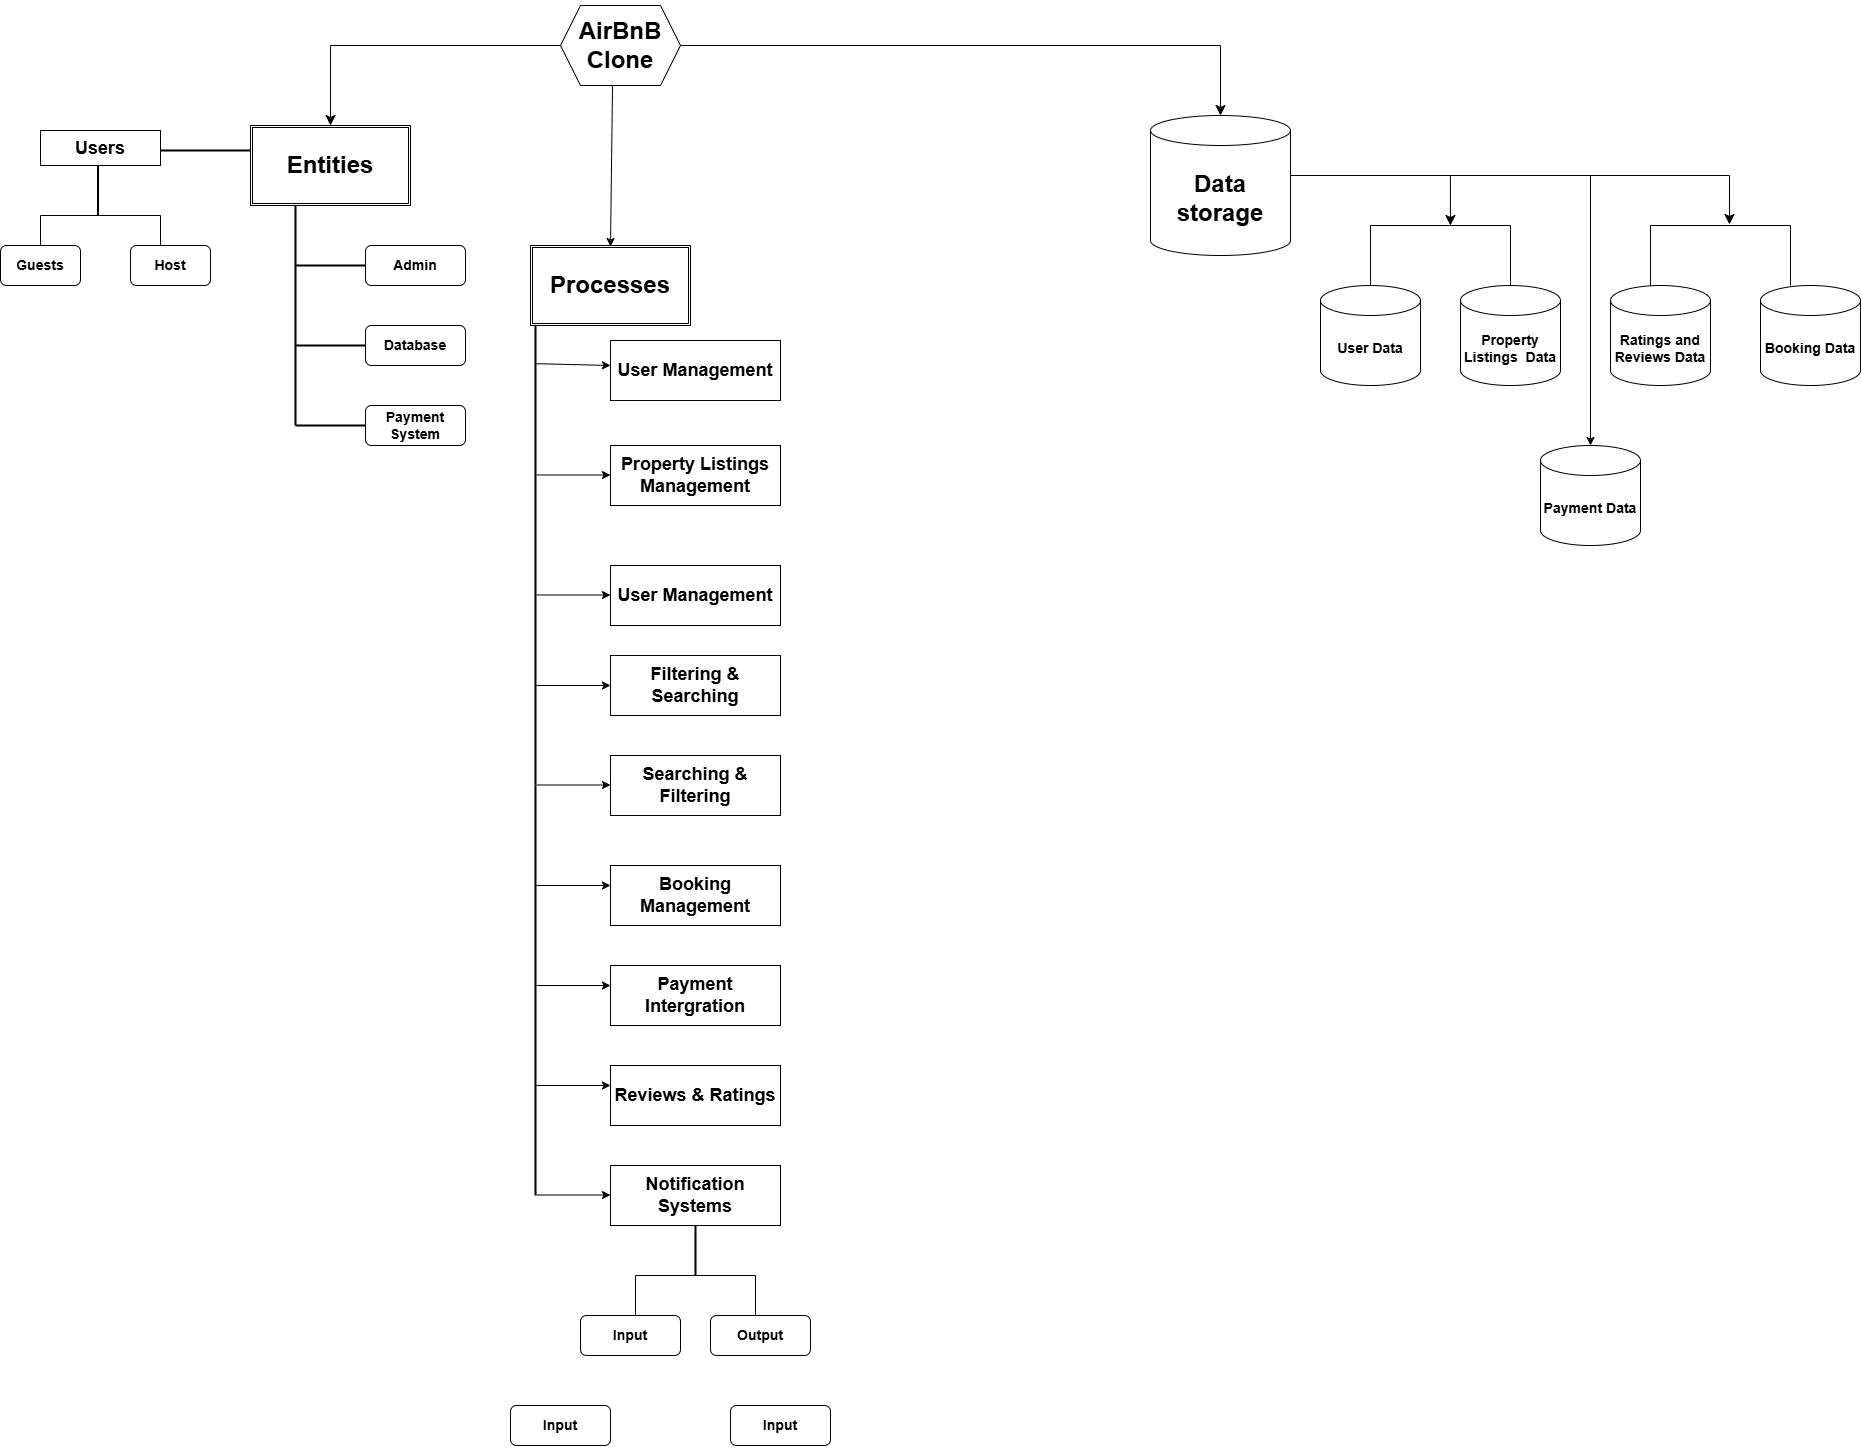 AirBnB
Clone
Users
Entities
Guests
Host
Admin
Database
Payment
System
Processes
User Management
Property Listings
Management
User Management
Filtering &
Searching
Searching &
Filtering
Booking
Management
Payment
Intergration
Reviews & Ratings
Notification
Systems
Input
Output
Input
Input
Data
storage
User Data
Property
Listings  Data
Ratings and
Reviews Data
Booking Data
Payment Data